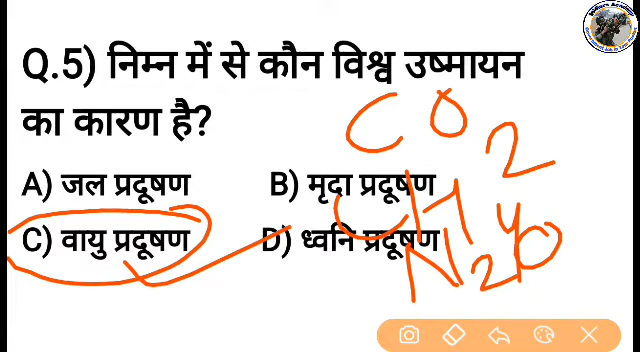 Q.5) निम्न में से कौन विश्व उष्मायन
का कारण है?
CO2
A) जल प्रदूषण B) मृदा प्रदूषण
CH4
C) वायु प्रदूषण D) ध्वनि प्रदूषण
N2O